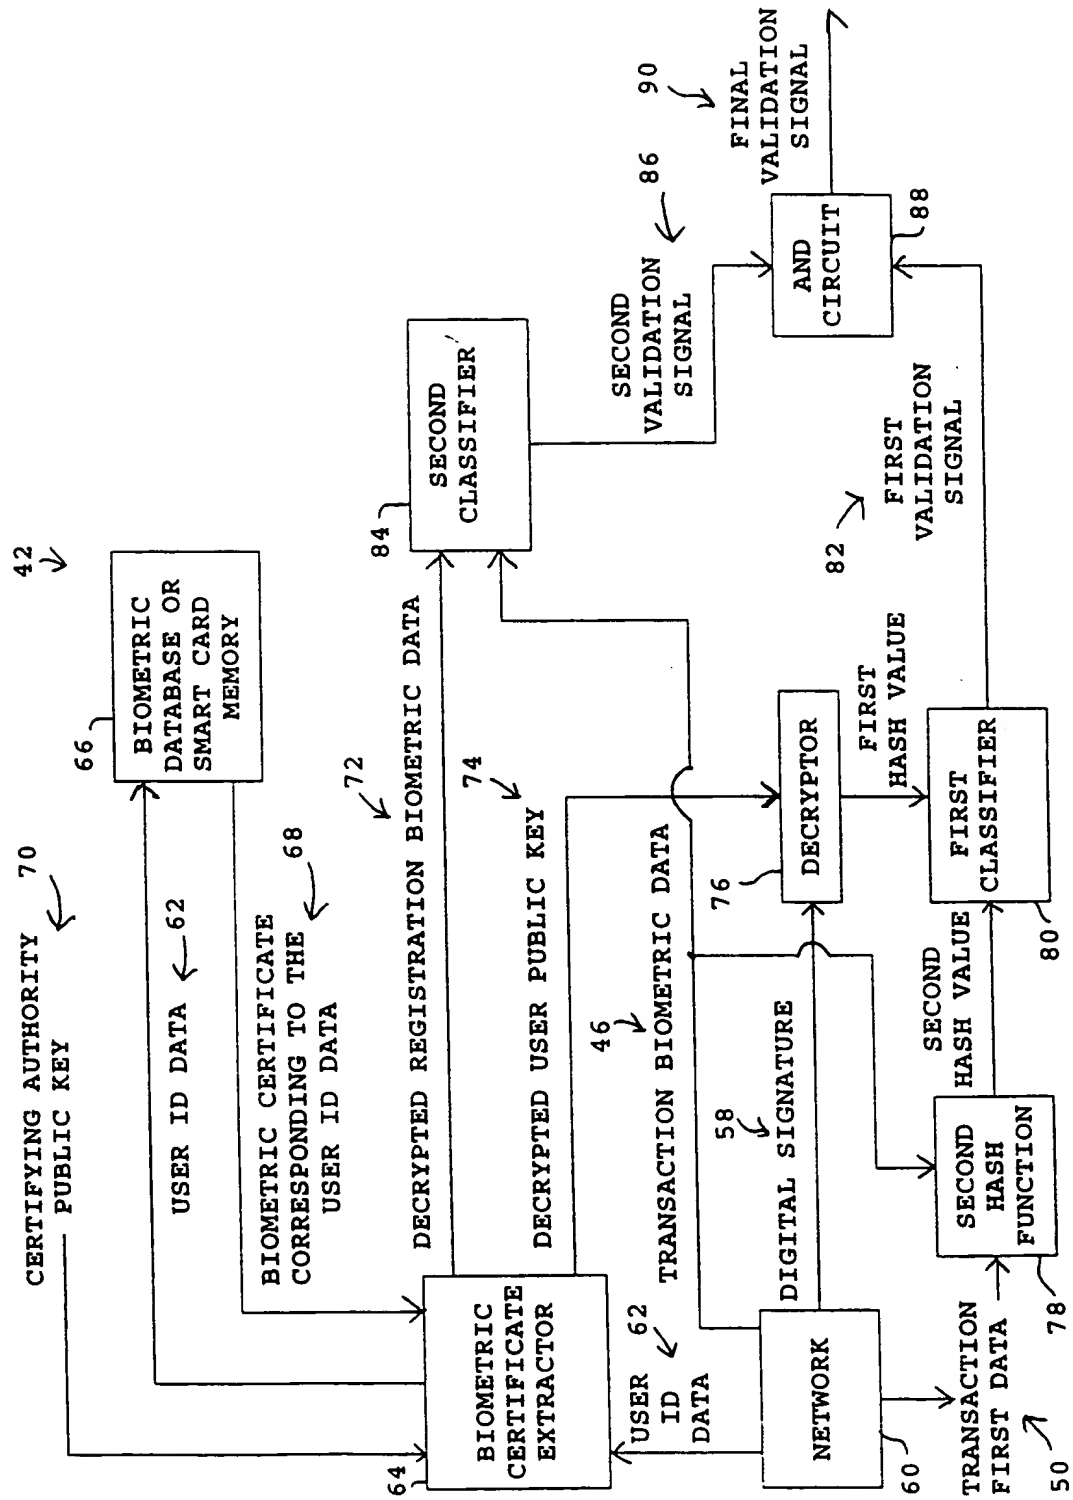 42
CERTIFYING AUTHORITY
PUBLIC KEY
70
66
BIOMETRIC
DATABASE OR
SMART CARD
MEMORY
USER ID DATA
62
BIOMETRIC CERTIFICATE
CORRESPONDING TO THE
USER ID DATA
68
72
DECRYPTED REGISTRATION BIOMETRIC DATA
84
SECOND
CLASSIFIER
74
DECRYPTED USER PUBLIC KEY
64
BIOMETRIC
CERTIFICATE
EXTRACTOR
46
TRANSACTION BIOMETRIC DATA
SECOND
VALIDATION
SIGNAL
86
90
FINAL
VALIDATION
SIGNAL
USER
ID
DATA
62
58
DIGITAL SIGNATURE
76
DECRYPTOR
AND
CIRCUIT
88
NETWORK
60
FIRST
HASH VALUE
82
FIRST
VALIDATION
SIGNAL
SECOND
HASH VALUE
FIRST
CLASSIFIER
80
SECOND
HASH
FUNCTION
78
TRANSACTION
FIRST DATA
50